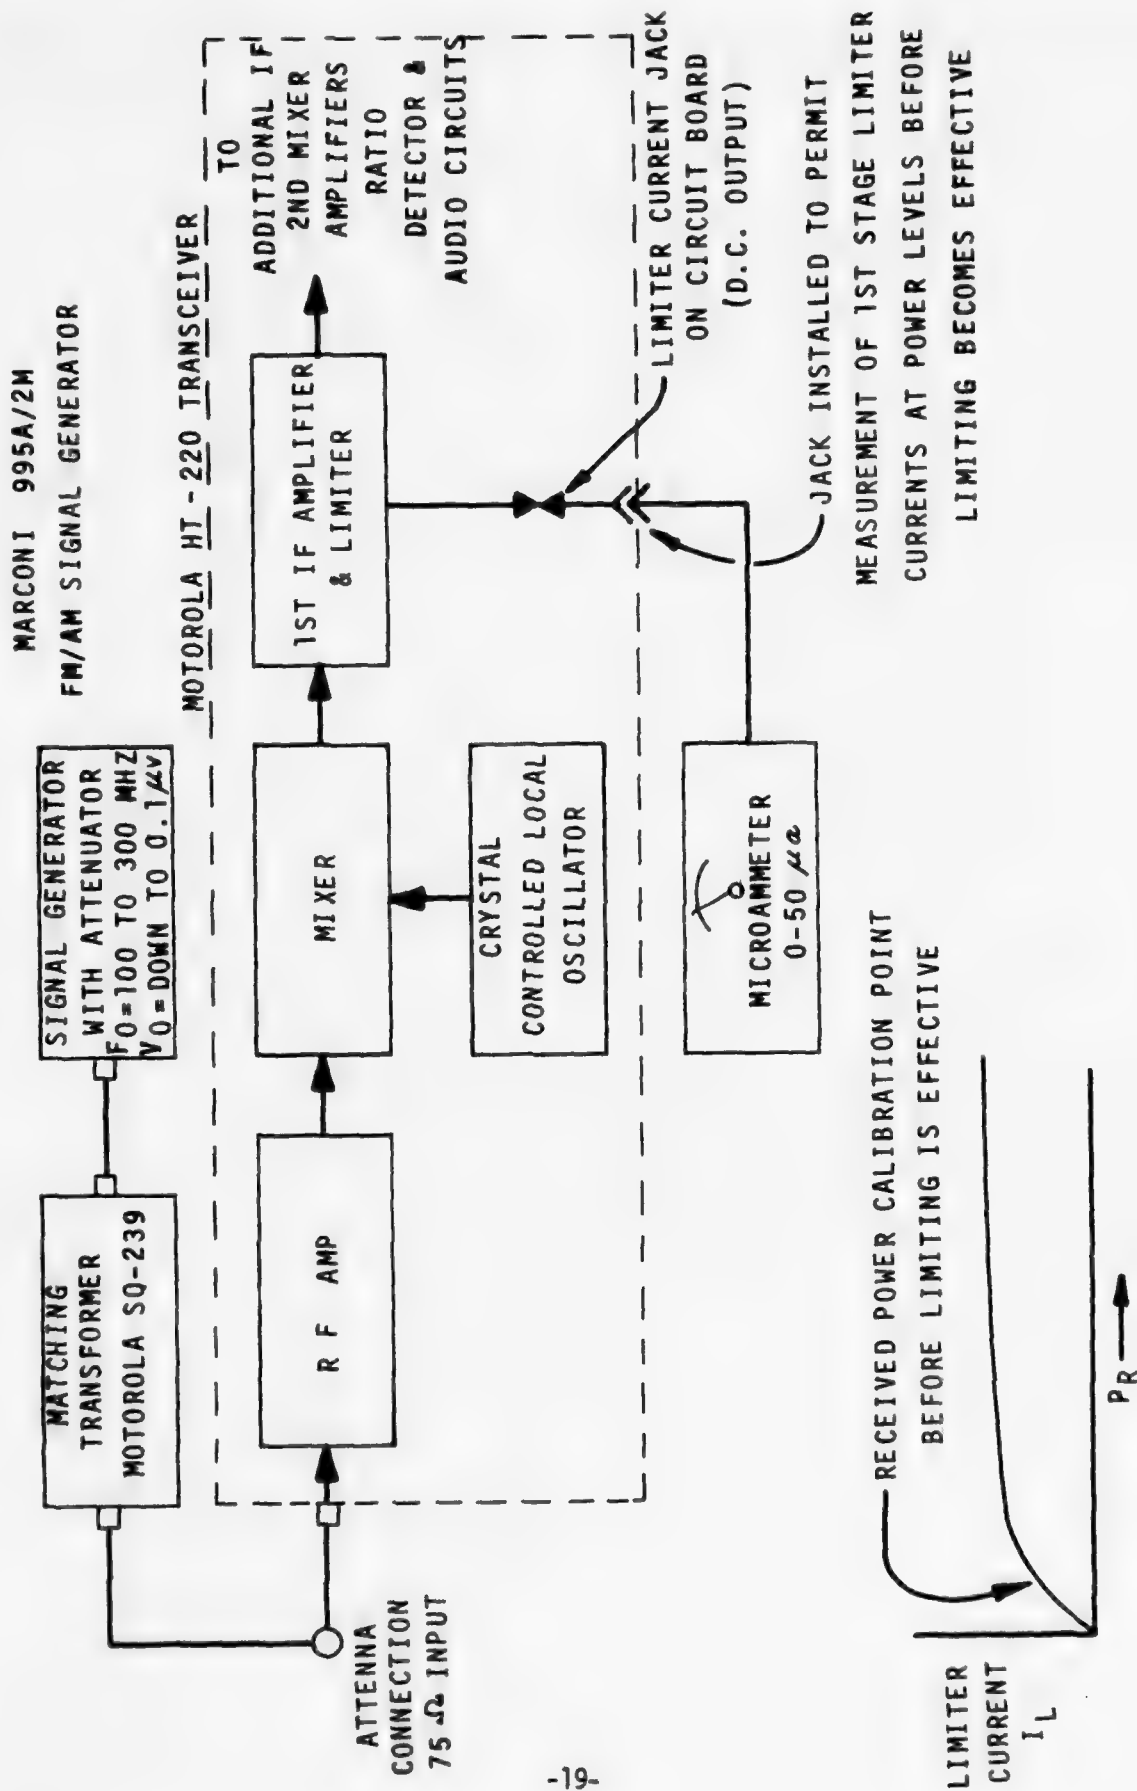 MARCONI 995A/2M
FM/AM SIGNAL GENERATOR
MATCHING
TRANSFORMER
MOTOROLA SQ-239
SIGNAL GENERATOR
WITH ATTENUATOR
FO=100 TO 300 MHZ
VO=DOWN TO 0.1μV
MOTOROLA HT-220 TRANSCEIVER
ATTENNA
CONNECTION
75 Ω INPUT
R F AMP
MIXER
1ST IF AMPLIFIER
& LIMITER
TO
ADDITIONAL IF
2ND MIXER
AMPLIFIERS
RATIO
DETECTOR &
AUDIO CIRCUITS
CRYSTAL
CONTROLLED LOCAL
OSCILLATOR
LIMITER CURRENT JACK
ON CIRCUIT BOARD
(D.C. OUTPUT)
MICROAMMETER
0-50 μa
JACK INSTALLED TO PERMIT
MEASUREMENT OF 1ST STAGE LIMITER
CURRENTS AT POWER LEVELS BEFORE
LIMITING BECOMES EFFECTIVE
RECEIVED POWER CALIBRATION POINT
BEFORE LIMITING IS EFFECTIVE
LIMITER
CURRENT
IL
PR
-19-